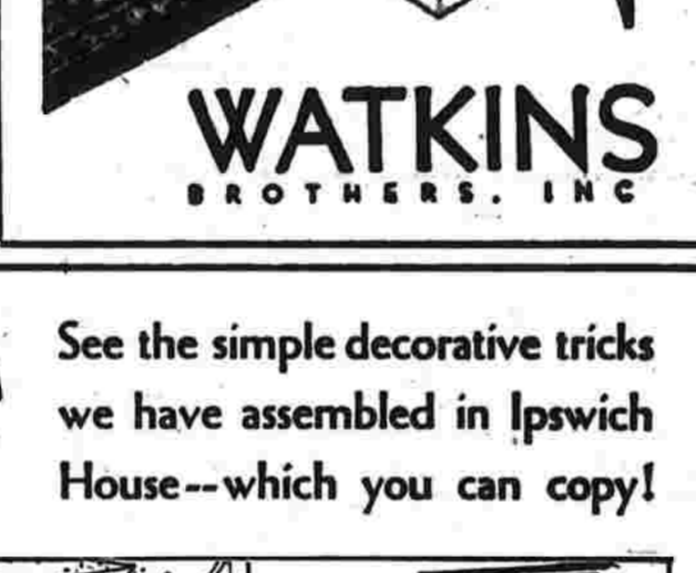 WATKINS
BROTHERS. INC
See the simple decorative tricks
we have assembled in Ipswich
House--which you can copy!